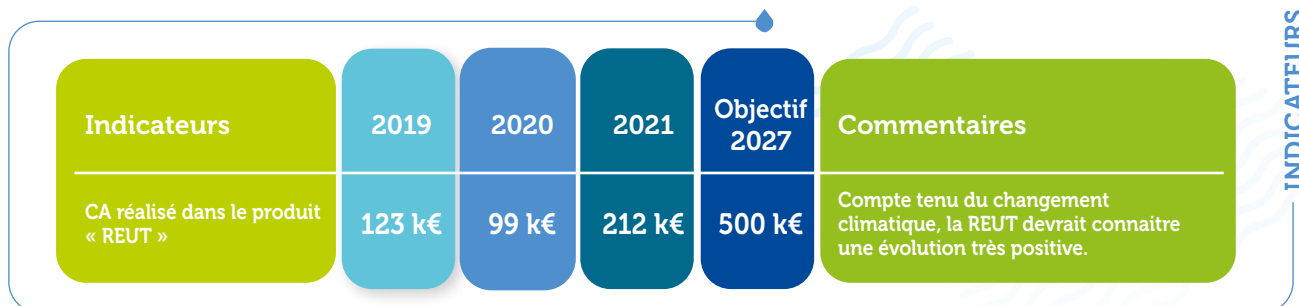 Indicateurs
2019
2020
2021
Objectif
2027
Commentaires
CA réalisé dans le produit
« REUT »
123 k€
99 k€
212 k€
500 k€
Compte tenu du changement
climatique, la REUT devrait connaitre
une évolution très positive.
INDICATEURS